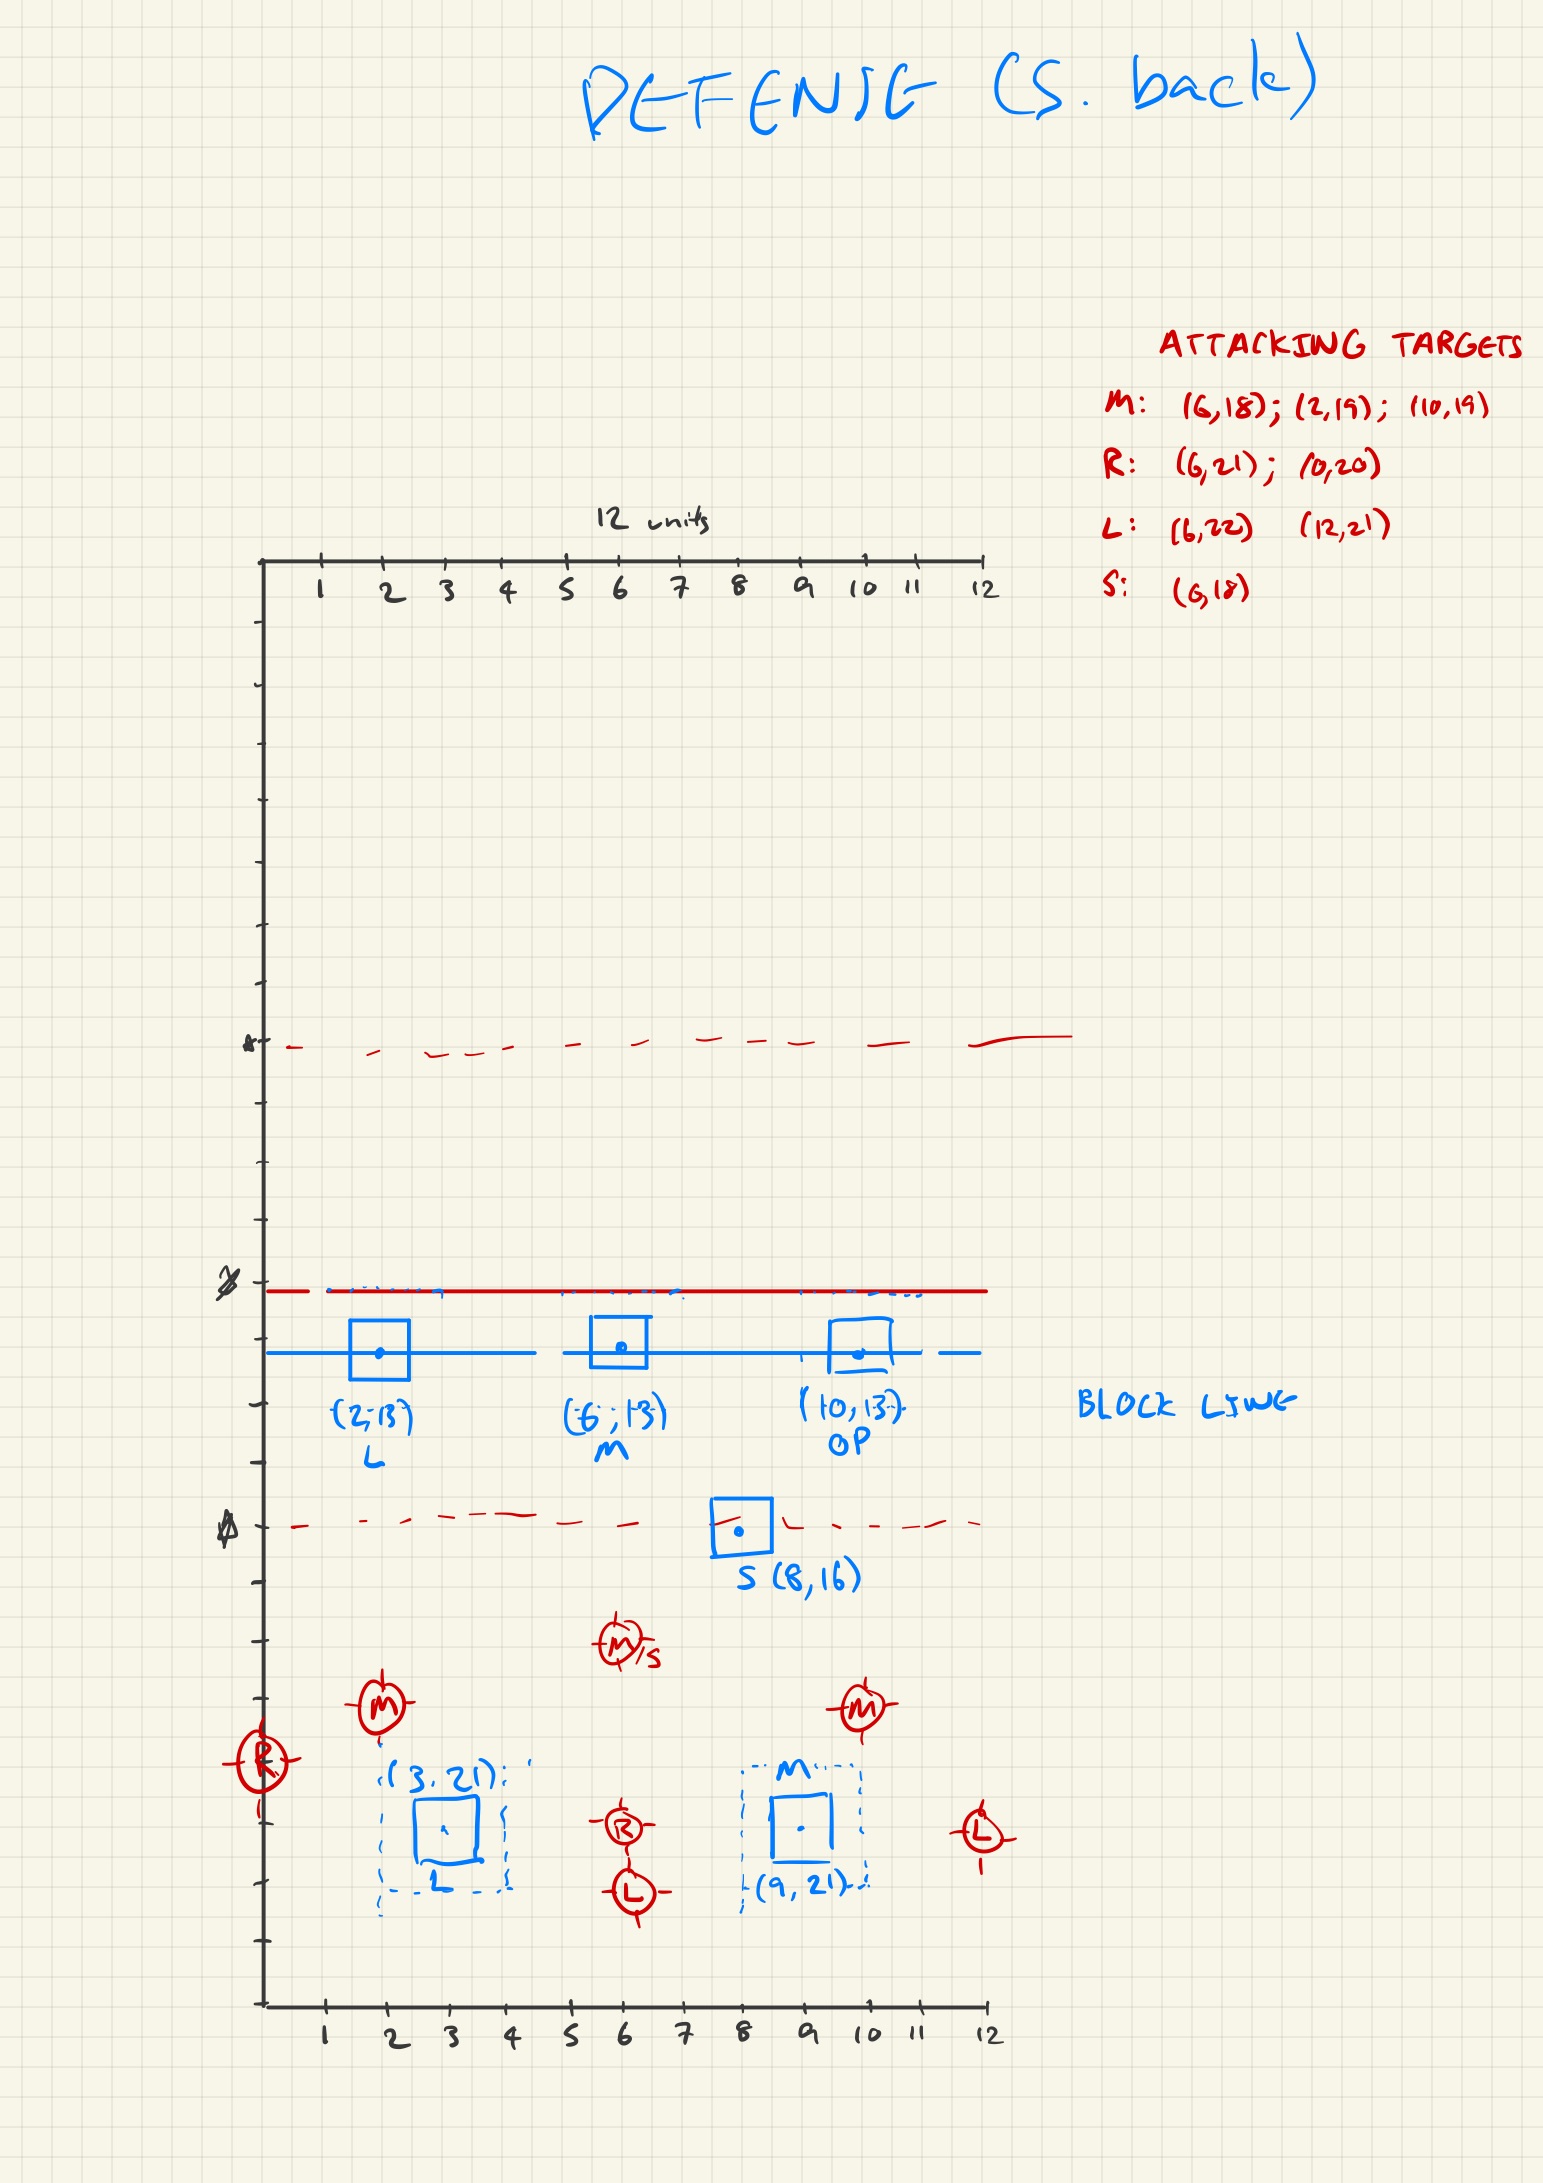 DEFENSE (S. back)
ATTACKING TARGETS
M: (6,18); (2,19); (10,19)
R: (6,21); (0,20)
L: (6,22) (12,21)
S: (6,18)
12 units
1 2 3 4 5 6 7 8 9 10 11 12
(2,13)
L
(6,13)
M
(10,13)
OP
BLOCK LINE
S (8,16)
M/S
M
M
R
(3,21)
L
R
L
M
(9,21)
L
1 2 3 4 5 6 7 8 9 10 11 12